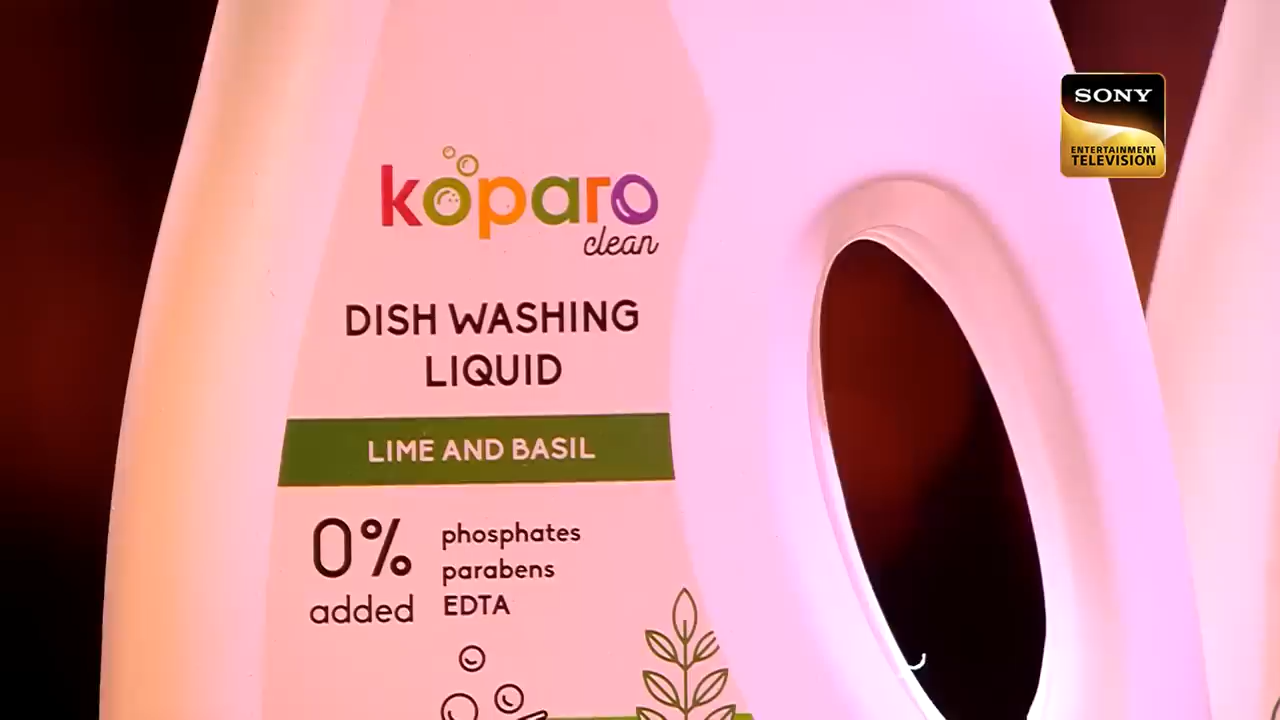 koparo
clean
DISH WASHING
LIQUID
LIME AND BASIL
0% added
phosphates
parabens
EDTA
SONY
ENTERTAINMENT
TELEVISION